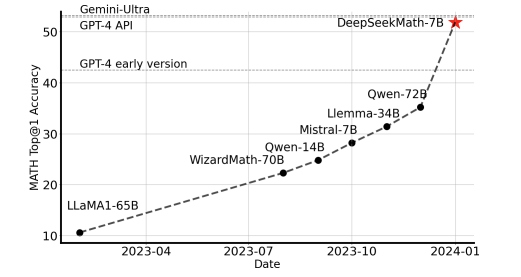 Gemini-Ultra
GPT-4 API
DeepSeekMath-7B
GPT-4 early version
Qwen-72B
Llemma-34B
Mistral-7B
Qwen-14B
WizardMath-70B
LLaMA1-65B
MATH Top@1 Accuracy
50
40
30
20
10
2023-04 2023-07 2023-10 2024-01
Date